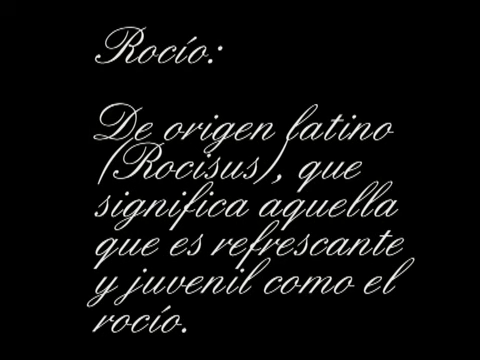 Rocío:
De origen latino
(Rocisus), que
significa aquella
que es refrescante
y juvenil como el
rocío.